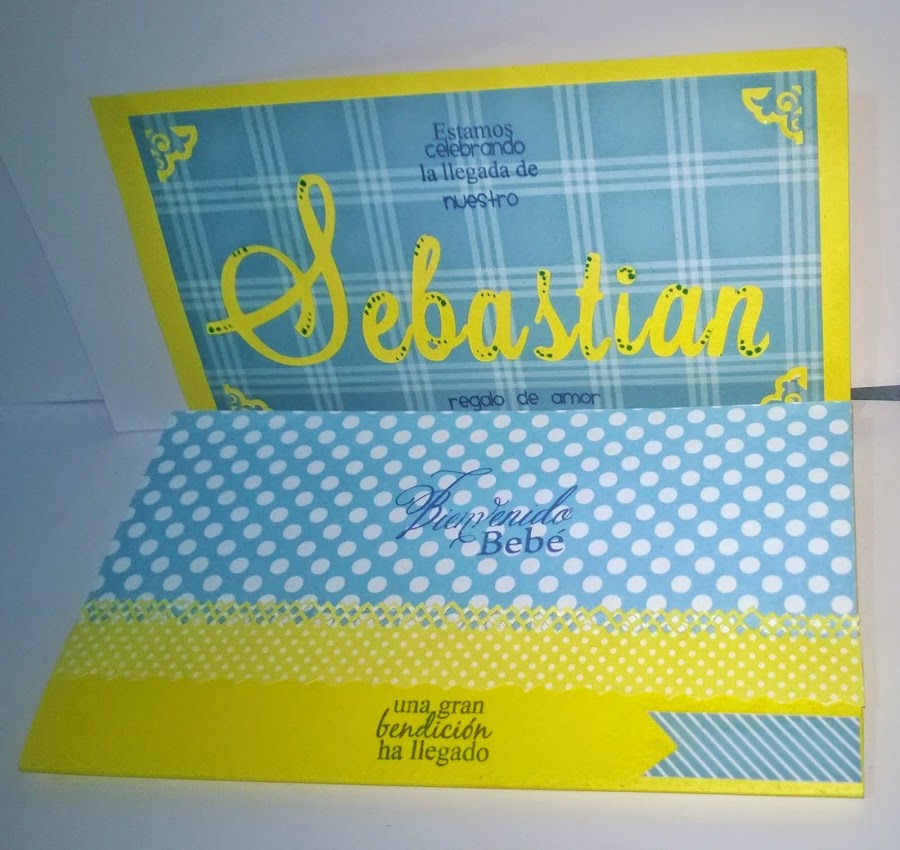 Estamos
celebrando
la llegada de
nuestro
Sebastian
regalo de amor
Bienvenido
Bebé
una gran
bendición
ha llegado